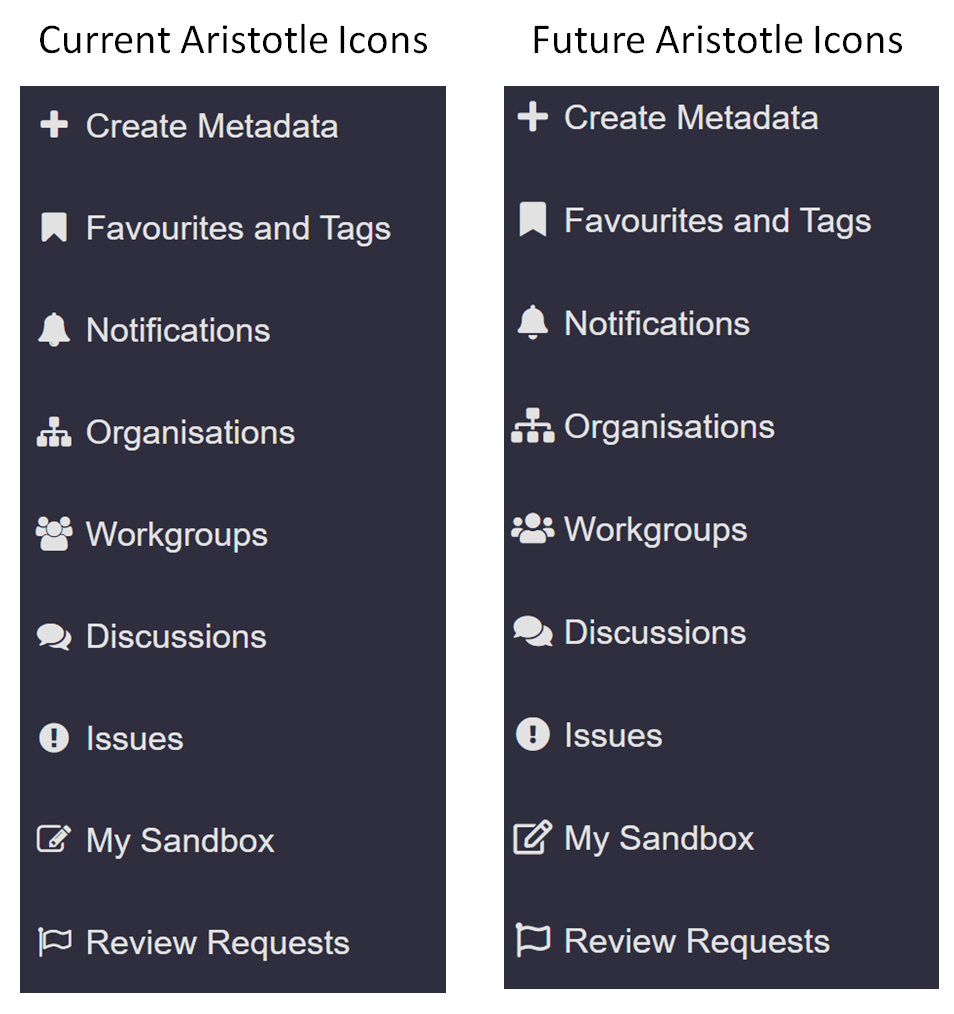 Current Aristotle Icons
Create Metadata
Favourites and Tags
Notifications
Organisations
Workgroups
Discussions
Issues
My Sandbox
Review Requests
Future Aristotle Icons
Create Metadata
Favourites and Tags
Notifications
Organisations
Workgroups
Discussions
Issues
My Sandbox
Review Requests